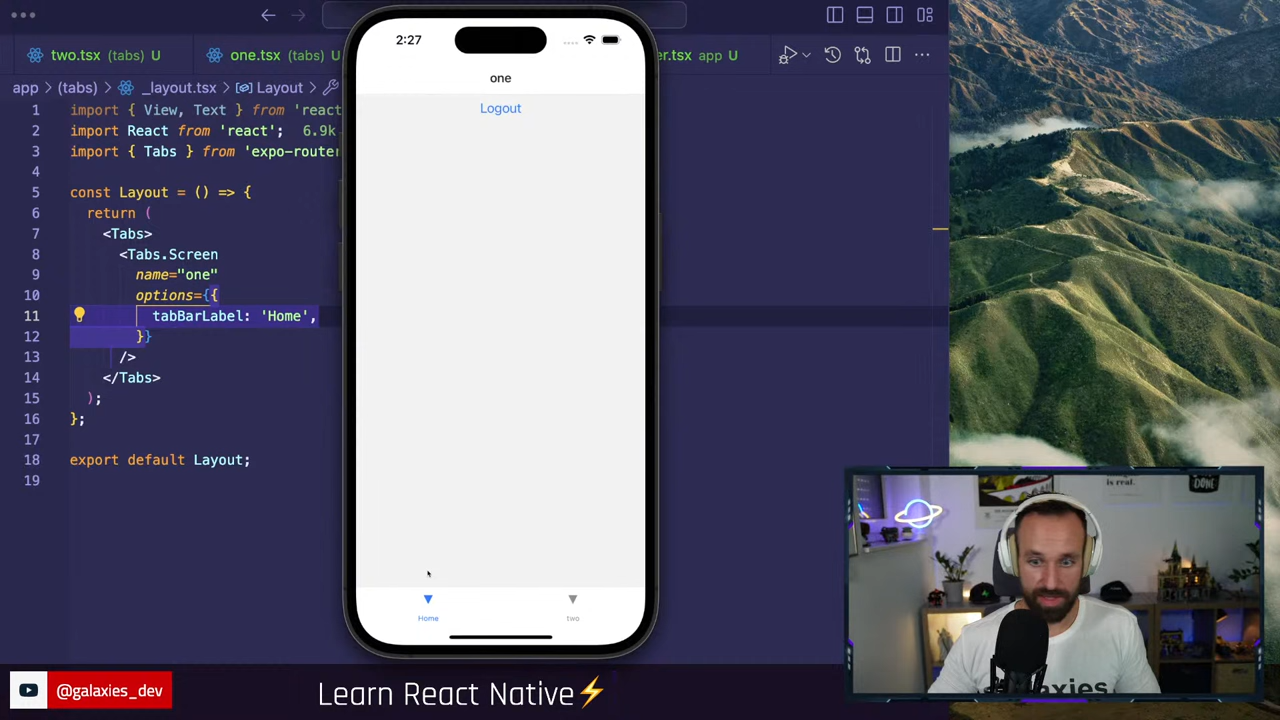 two.tsx (tabs) U
one.tsx (tabs) U
er.tsx app U
app > (tabs) > _layout.tsx > Layout >
1 import { View, Text } from 'react
2 import React from 'react'; 6.9k
3 import { Tabs } from 'expo-router
4
5 const Layout = () => {
6 return (
7 <Tabs>
8 <Tabs.Screen
9 name="one"
10 options={{
11 tabBarLabel: 'Home',
12 }}
13 />
14 </Tabs>
15 );
16 };
17
18 export default Layout;
19
2:27
one
Logout
Home
two
is real.
DONE
galaxies
@galaxies_dev
Learn React Native⚡